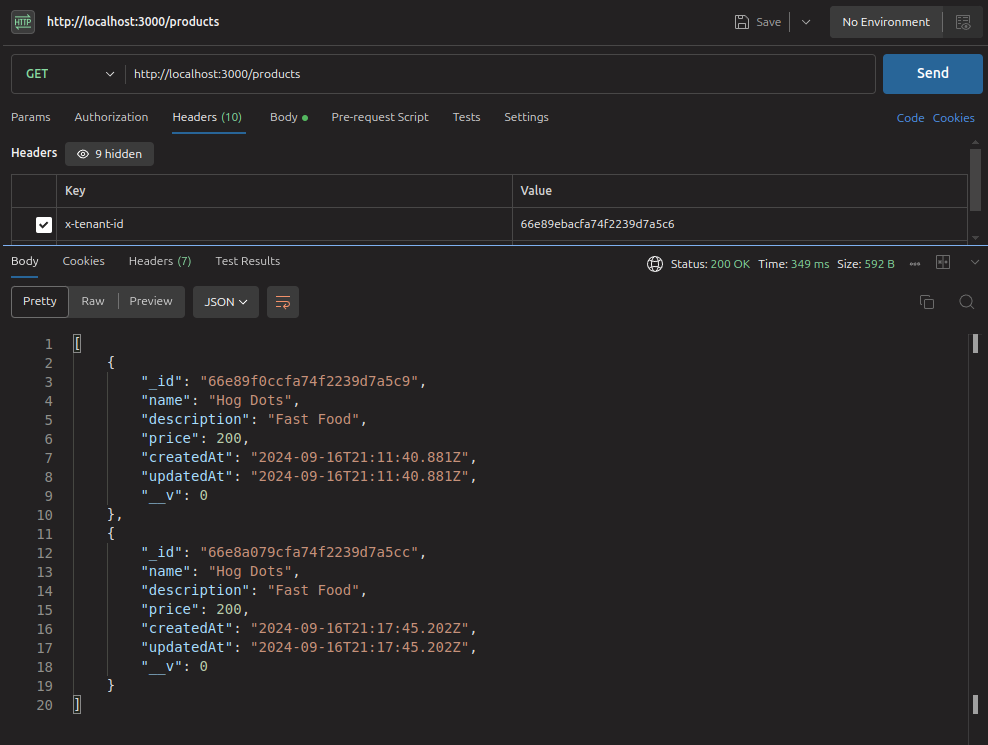 HTTP http://localhost:3000/products Save No Environment
GET http://localhost:3000/products Send
Params Authorization Headers (10) Body Pre-request Script Tests Settings Code Cookies
Headers 9 hidden
Key Value
x-tenant-id 66e89ebacfa74f2239d7a5c6
Body Cookies Headers (7) Test Results Status: 200 OK Time: 349 ms Size: 592 B
Pretty Raw Preview JSON
1 [
2 {
3 "_id": "66e89f0ccfa74f2239d7a5c9",
4 "name": "Hog Dots",
5 "description": "Fast Food",
6 "price": 200,
7 "createdAt": "2024-09-16T21:11:40.881Z",
8 "updatedAt": "2024-09-16T21:11:40.881Z",
9 "__v": 0
10 },
11 {
12 "_id": "66e8a079cfa74f2239d7a5cc",
13 "name": "Hog Dots",
14 "description": "Fast Food",
15 "price": 200,
16 "createdAt": "2024-09-16T21:17:45.202Z",
17 "updatedAt": "2024-09-16T21:17:45.202Z",
18 "__v": 0
19 }
20 ]